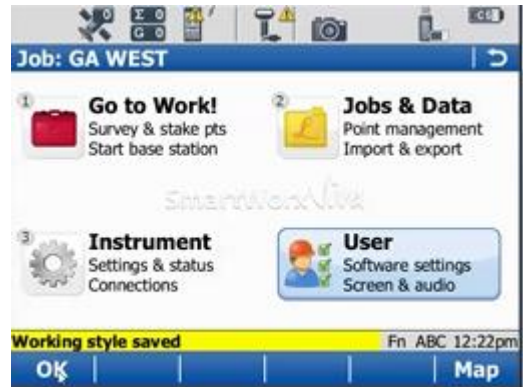 Σ 0
G 0
Job: GA WEST
1
Go to Work!
Survey & stake pts
Start base station
2
Jobs & Data
Point management
Import & export
SmartWorx Viva
3
Instrument
Settings & status
Connections
User
Software settings
Screen & audio
Working style saved
Fn ABC 12:22pm
OK
Map